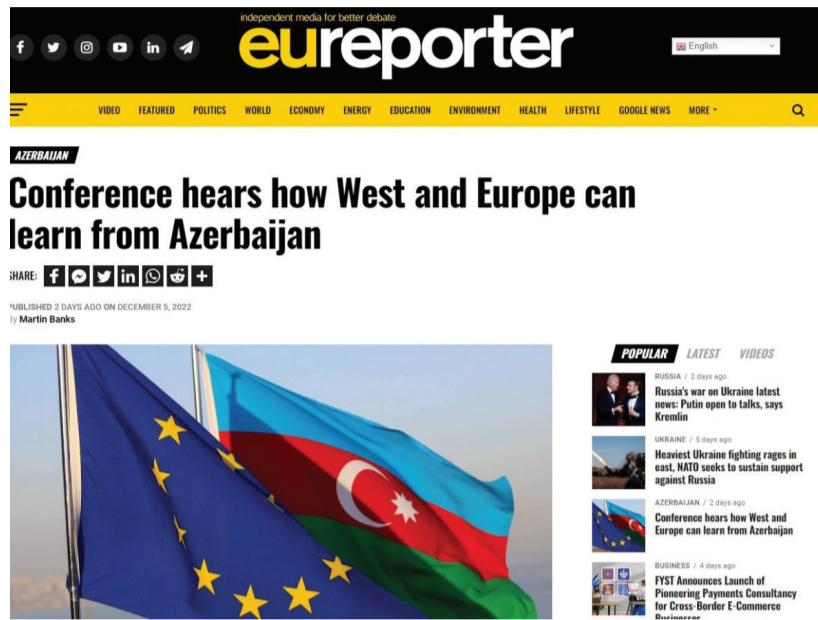 independent media for better debate
eureporter
English
VIDEO FEATURED POLITICS WORLD ECONOMY ENERGY EDUCATION ENVIRONMENT HEALTH LIFESTYLE GOOGLE NEWS MORE
AZERBAIJAN
Conference hears how West and Europe can
learn from Azerbaijan
SHARE:
PUBLISHED 2 DAYS AGO ON DECEMBER 5, 2022
By Martin Banks
POPULAR LATEST VIDEOS
RUSSIA / 2 days ago
Russia's war on Ukraine latest
news: Putin open to talks, says
Kremlin
UKRAINE / 5 days ago
Heaviest Ukraine fighting rages in
east, NATO seeks to sustain support
against Russia
AZERBAIJAN / 2 days ago
Conference hears how West and
Europe can learn from Azerbaijan
BUSINESS / 4 days ago
FYST Announces Launch of
Pioneering Payments Consultancy
for Cross-Border E-Commerce
Businesses